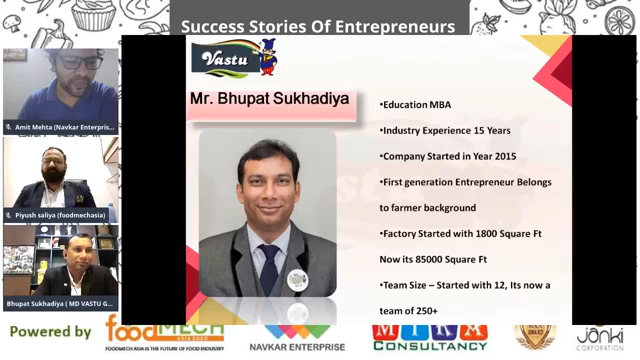 Success Stories Of Entrepreneurs
Vastu
Mr. Bhupat Sukhadiya
•Education MBA
•Industry Experience 15 Years
•Company Started in Year 2015
•First generation Entrepreneur Belongs
to farmer background
•Factory Started with 1800 Square Ft
Now its 85000 Square Ft
•Team Size – Started with 12, Its now a
team of 250+
Amit Mehta (Navkar Enterpris...
Piyush saliya (foodmechasia)
Bhupat Sukhadiya ( MD VASTU G...
Powered by
foodMECH
ASIA 2020
FOODMECH ASIA IS THE FUTURE OF FOOD INDUSTRY
NAVKAR ENTERPRISE
CONSULTANCY
JANKI
CORPORATION